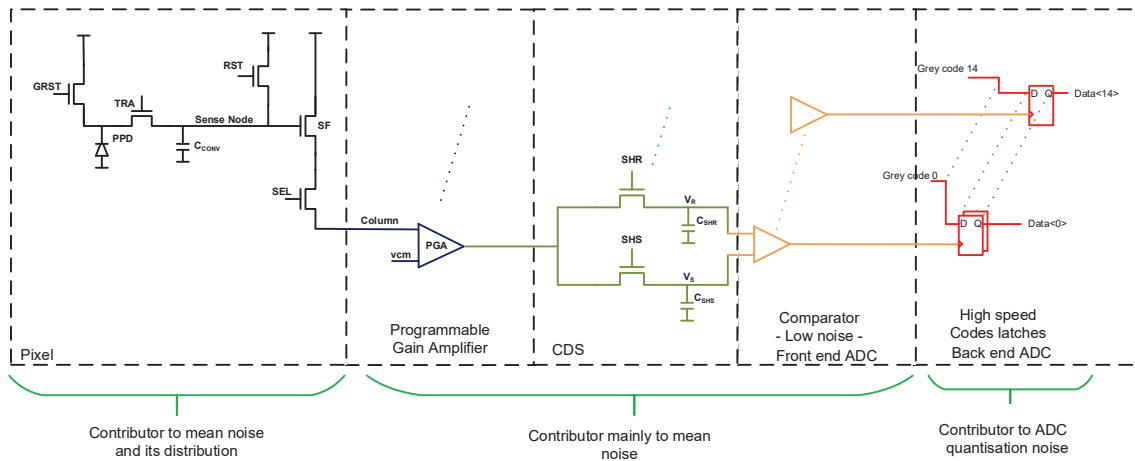 GRST
TRA
RST
Sense Node
SF
PPD
C_CONV
SEL
Column
vcm
PGA
SHR
V_R
C_SHR
SHS
V_S
C_SHS
Grey code 14
D Q
Data<14>
Grey code 0
D Q
Data<0>
Pixel
Programmable
Gain Amplifier
CDS
Comparator
- Low noise -
Front end ADC
High speed
Codes latches
Back end ADC
Contributor to mean noise
and its distribution
Contributor mainly to mean
noise
Contributor to ADC
quantisation noise